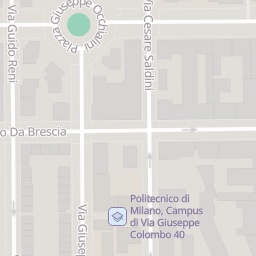 Piazza Giuseppe Occhialini
Via Guido Reni
Via Cesare Saldini
Da Brescia
Via
Politecnico di
Milano, Campus
di Via Giuseppe
Colombo 40